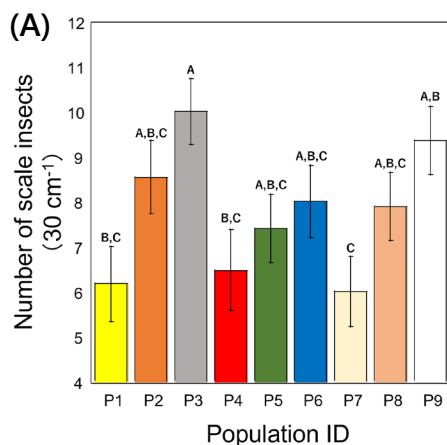 (A)
Number of scale insects
(30 cm⁻¹)
12
11
10
9
8
7
6
5
4
B,C
A,B,C
A
B,C
A,B,C
A,B,C
C
A,B,C
A,B
P1 P2 P3 P4 P5 P6 P7 P8 P9
Population ID